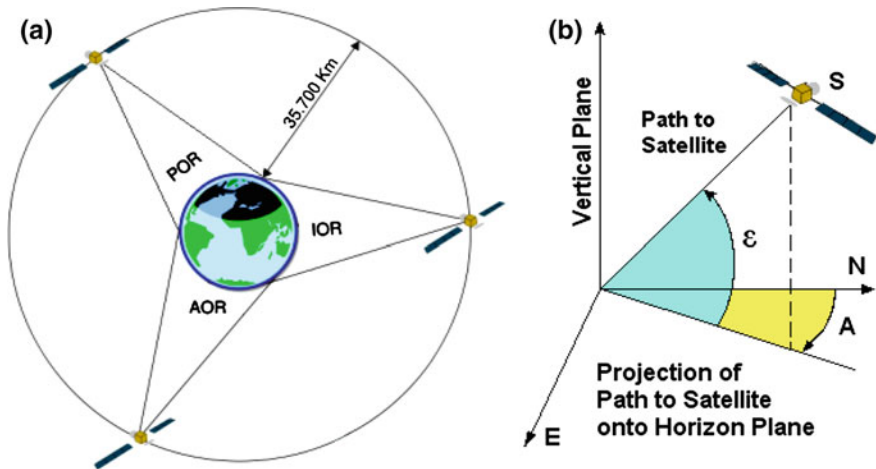 (a)
35.700 Km
POR
IOR
AOR
(b)
S
Vertical Plane
Path to
Satellite
ε
N
A
Projection of
Path to Satellite
onto Horizon Plane
E